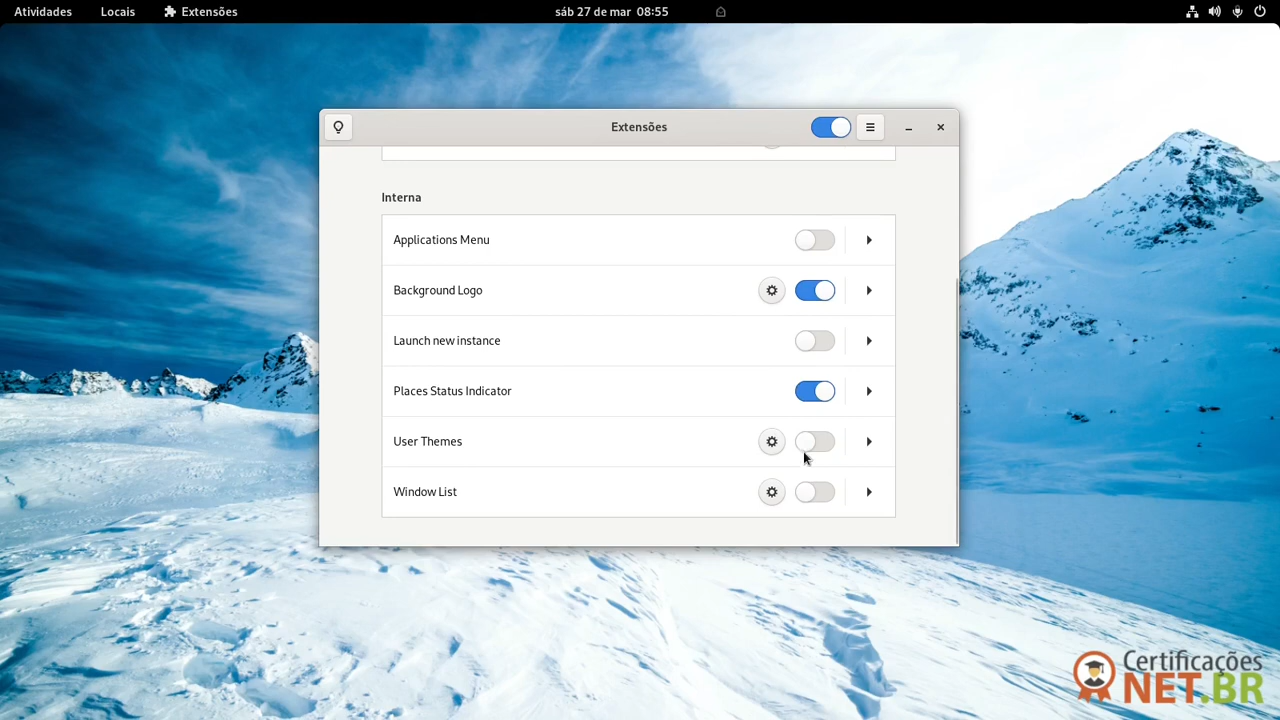 Atividades Locais Extensões sáb 27 de mar 08:55
Extensões
Interna
Applications Menu
Background Logo
Launch new instance
Places Status Indicator
User Themes
Window List
Certificações
NET.BR